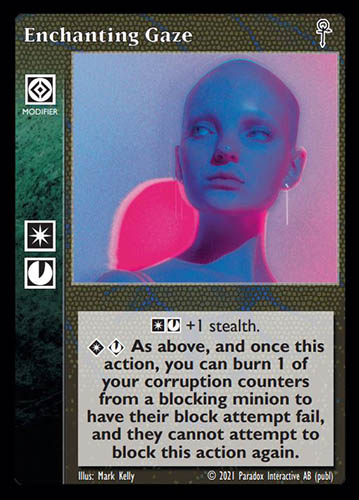 Enchanting Gaze
MODIFIER
+1 stealth.
As above, and once this
action, you can burn 1 of
your corruption counters
from a blocking minion to
have their block attempt fail,
and they cannot attempt to
block this action again.
Illus: Mark Kelly
© 2021 Paradox Interactive AB (publ)